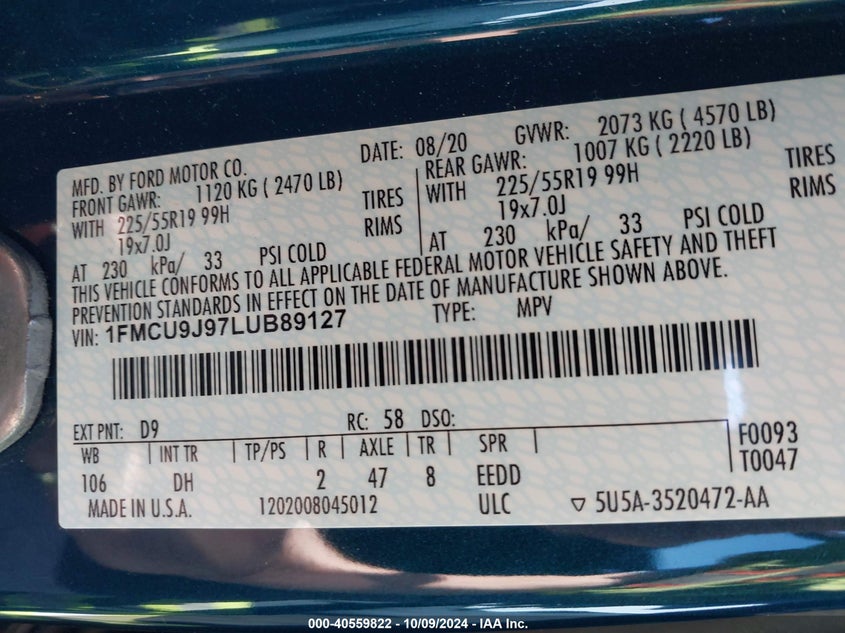 MFD. BY FORD MOTOR CO. DATE: 08/20 GVWR: 2073 KG ( 4570 LB)
FRONT GAWR: 1120 KG ( 2470 LB) REAR GAWR: 1007 KG ( 2220 LB)
WITH 225/55R19 99H TIRES WITH 225/55R19 99H TIRES
19x7.0J RIMS 19x7.0J RIMS
AT 230 kPa/ 33 PSI COLD AT 230 kPa/ 33 PSI COLD
THIS VEHICLE CONFORMS TO ALL APPLICABLE FEDERAL MOTOR VEHICLE SAFETY AND THEFT
PREVENTION STANDARDS IN EFFECT ON THE DATE OF MANUFACTURE SHOWN ABOVE.
VIN: 1FMCU9J97LUB89127 TYPE: MPV
EXT PNT: D9 RC: 58 DSO:
WB INT TR TP/PS R AXLE TR SPR F0093
106 DH 2 47 8 EEDD T0047
MADE IN U.S.A. 1202008045012 ULC ▽ 5U5A-3520472-AA
000-40559822 - 10/09/2024 - IAA Inc.